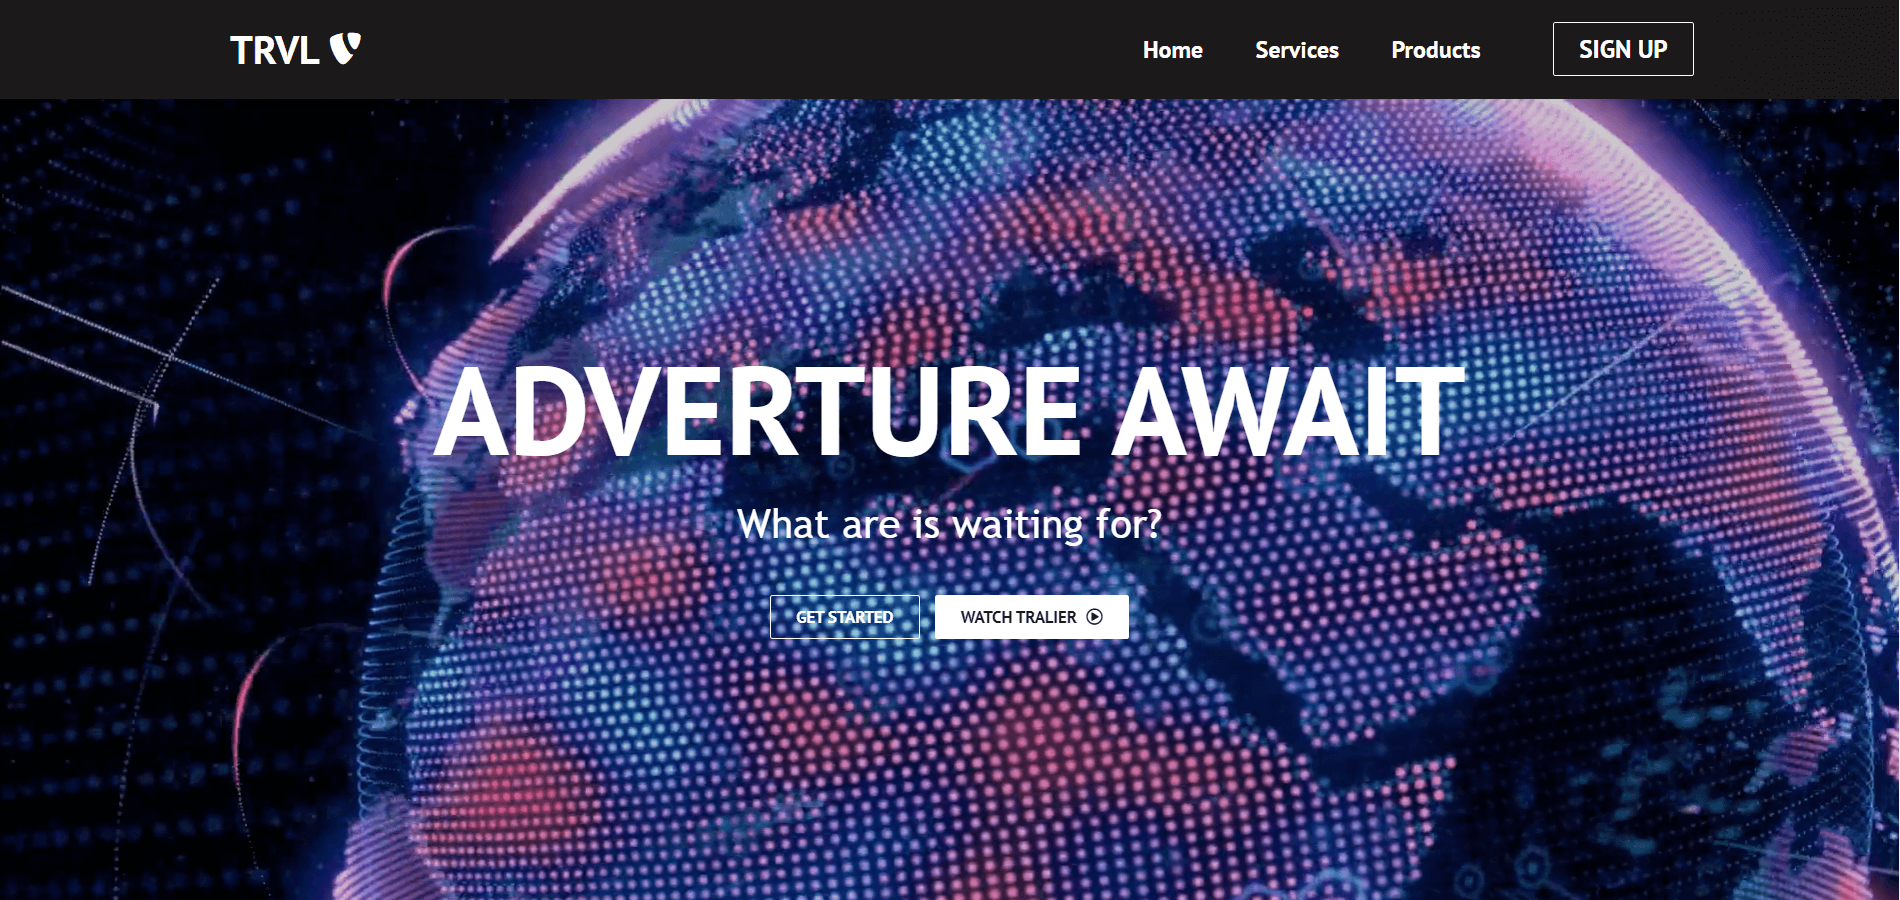 TRVL
Home Services Products SIGN UP
ADVERTURE AWAIT
What are is waiting for?
GET STARTED WATCH TRALIER